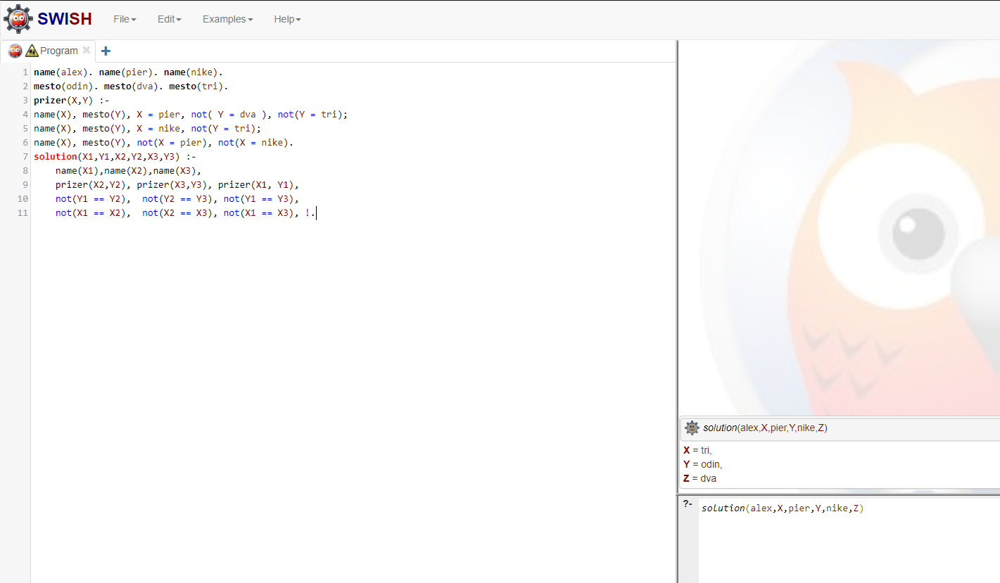 SWISH File Edit Examples Help
Program
1 name(alex). name(pier). name(nike).
2 mesto(odin). mesto(dva). mesto(tri).
3 prizer(X,Y) :-
4 name(X), mesto(Y), X = pier, not( Y = dva ), not(Y = tri);
5 name(X), mesto(Y), X = nike, not(Y = tri);
6 name(X), mesto(Y), not(X = pier), not(X = nike).
7 solution(X1,Y1,X2,Y2,X3,Y3) :-
8     name(X1),name(X2),name(X3),
9     prizer(X2,Y2), prizer(X3,Y3), prizer(X1, Y1),
10     not(Y1 == Y2),  not(Y2 == Y3), not(Y1 == Y3),
11     not(X1 == X2),  not(X2 == X3), not(X1 == X3), !.
solution(alex,X,pier,Y,nike,Z)
X = tri,
Y = odin,
Z = dva
?- solution(alex,X,pier,Y,nike,Z)